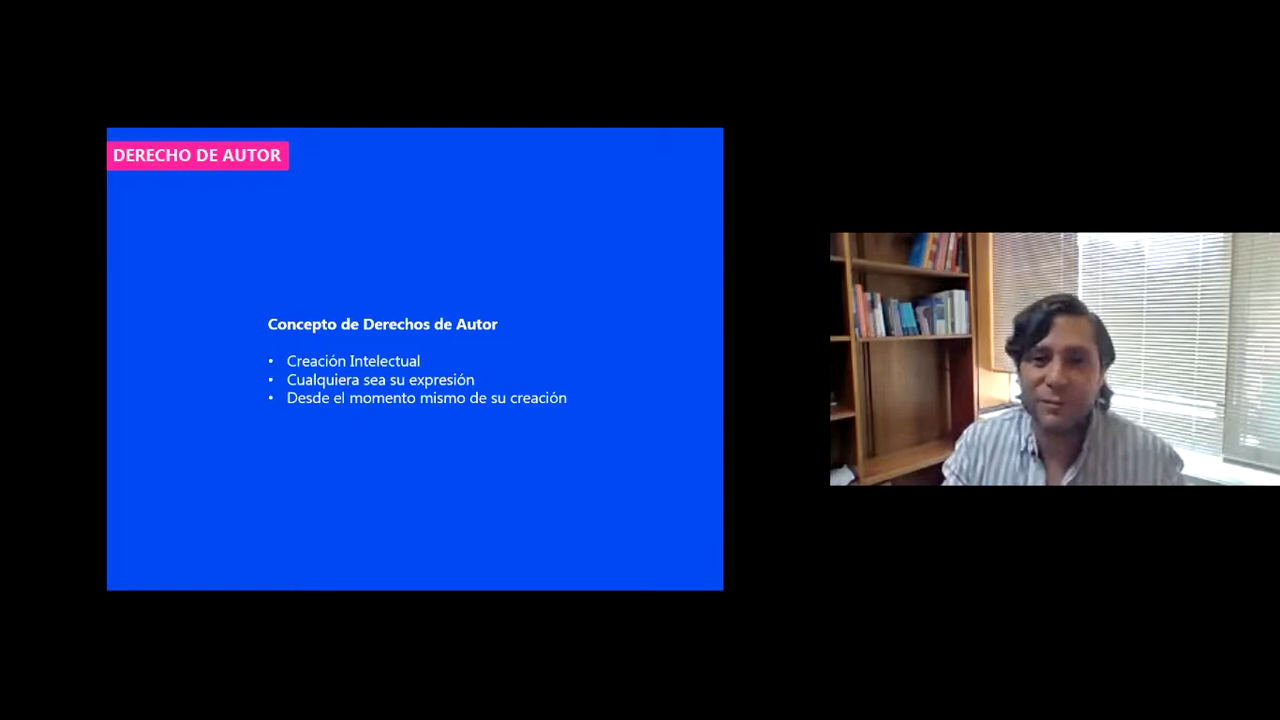 DERECHO DE AUTOR
Concepto de Derechos de Autor
• Creación Intelectual
• Cualquiera sea su expresión
• Desde el momento mismo de su creación